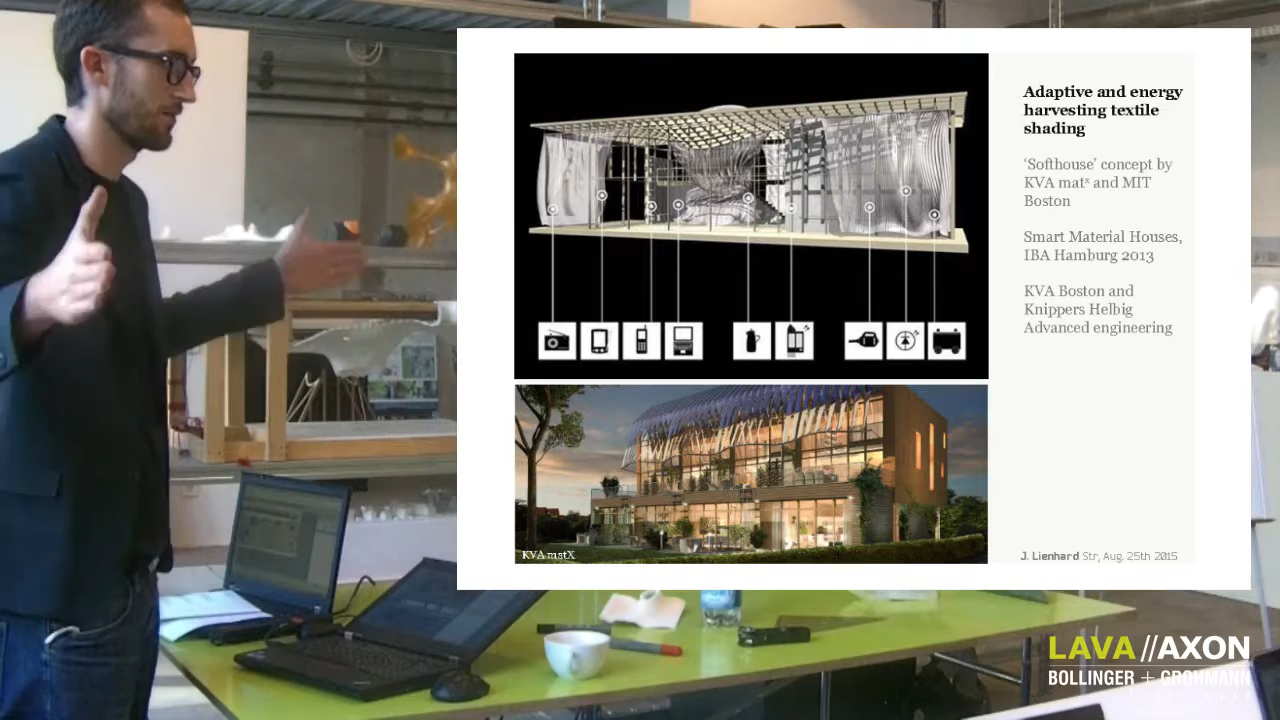 Adaptive and energy
harvesting textile
shading
‘Softhouse’ concept by
KVA matˣ and MIT
Boston
Smart Material Houses,
IBA Hamburg 2013
KVA Boston and
Knippers Helbig
Advanced engineering
KVA matX
J. Lienhard Str, Aug. 25th 2015
LAVA//AXON
BOLLINGER + GROHMANN